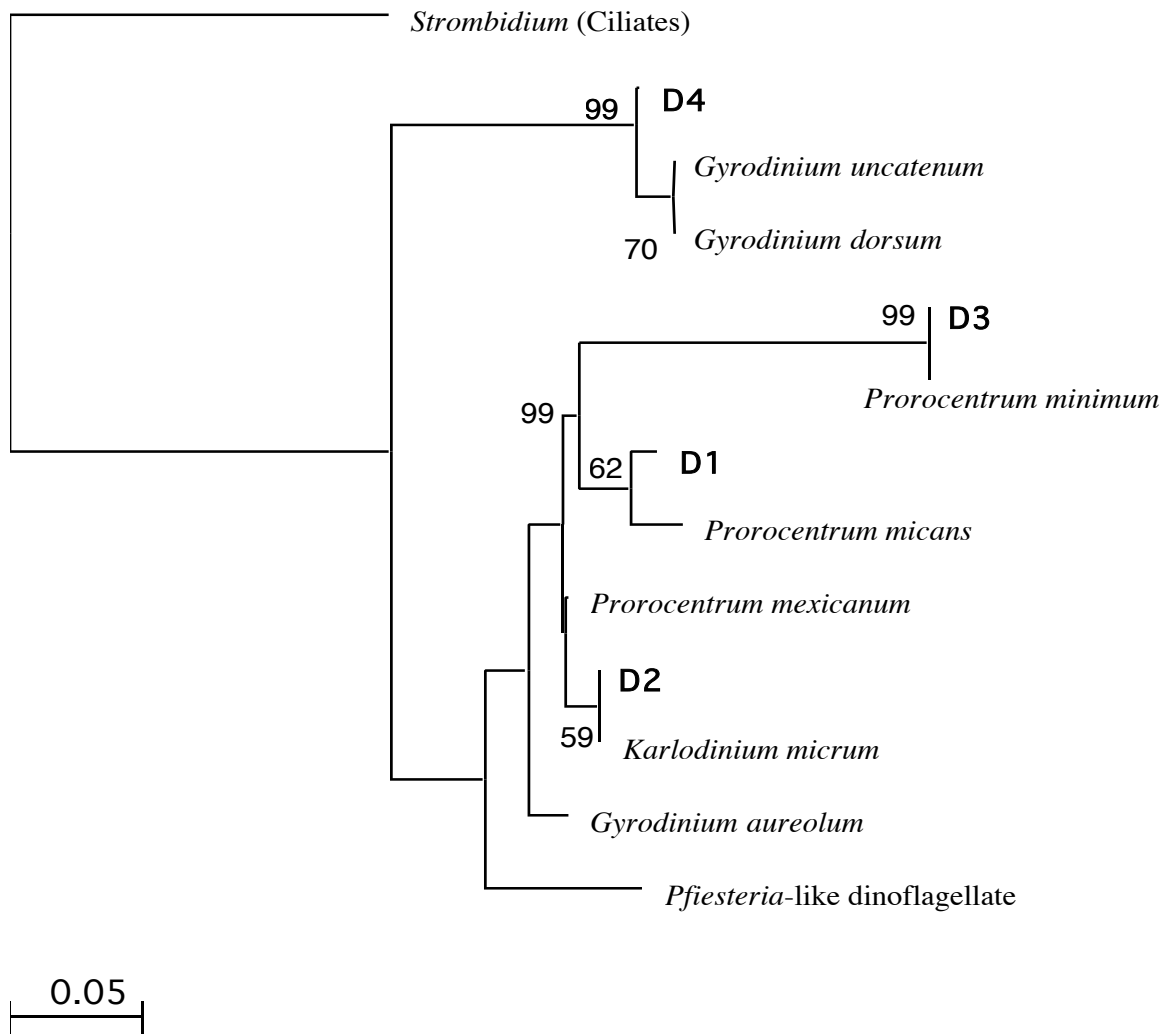 Strombidium (Ciliates)
99 D4
Gyrodinium uncatenum
70 Gyrodinium dorsum
99 D3
Prorocentrum minimum
99
62 D1
Prorocentrum micans
Prorocentrum mexicanum
D2
59 Karlodinium micrum
Gyrodinium aureolum
Pfiesteria-like dinoflagellate
0.05